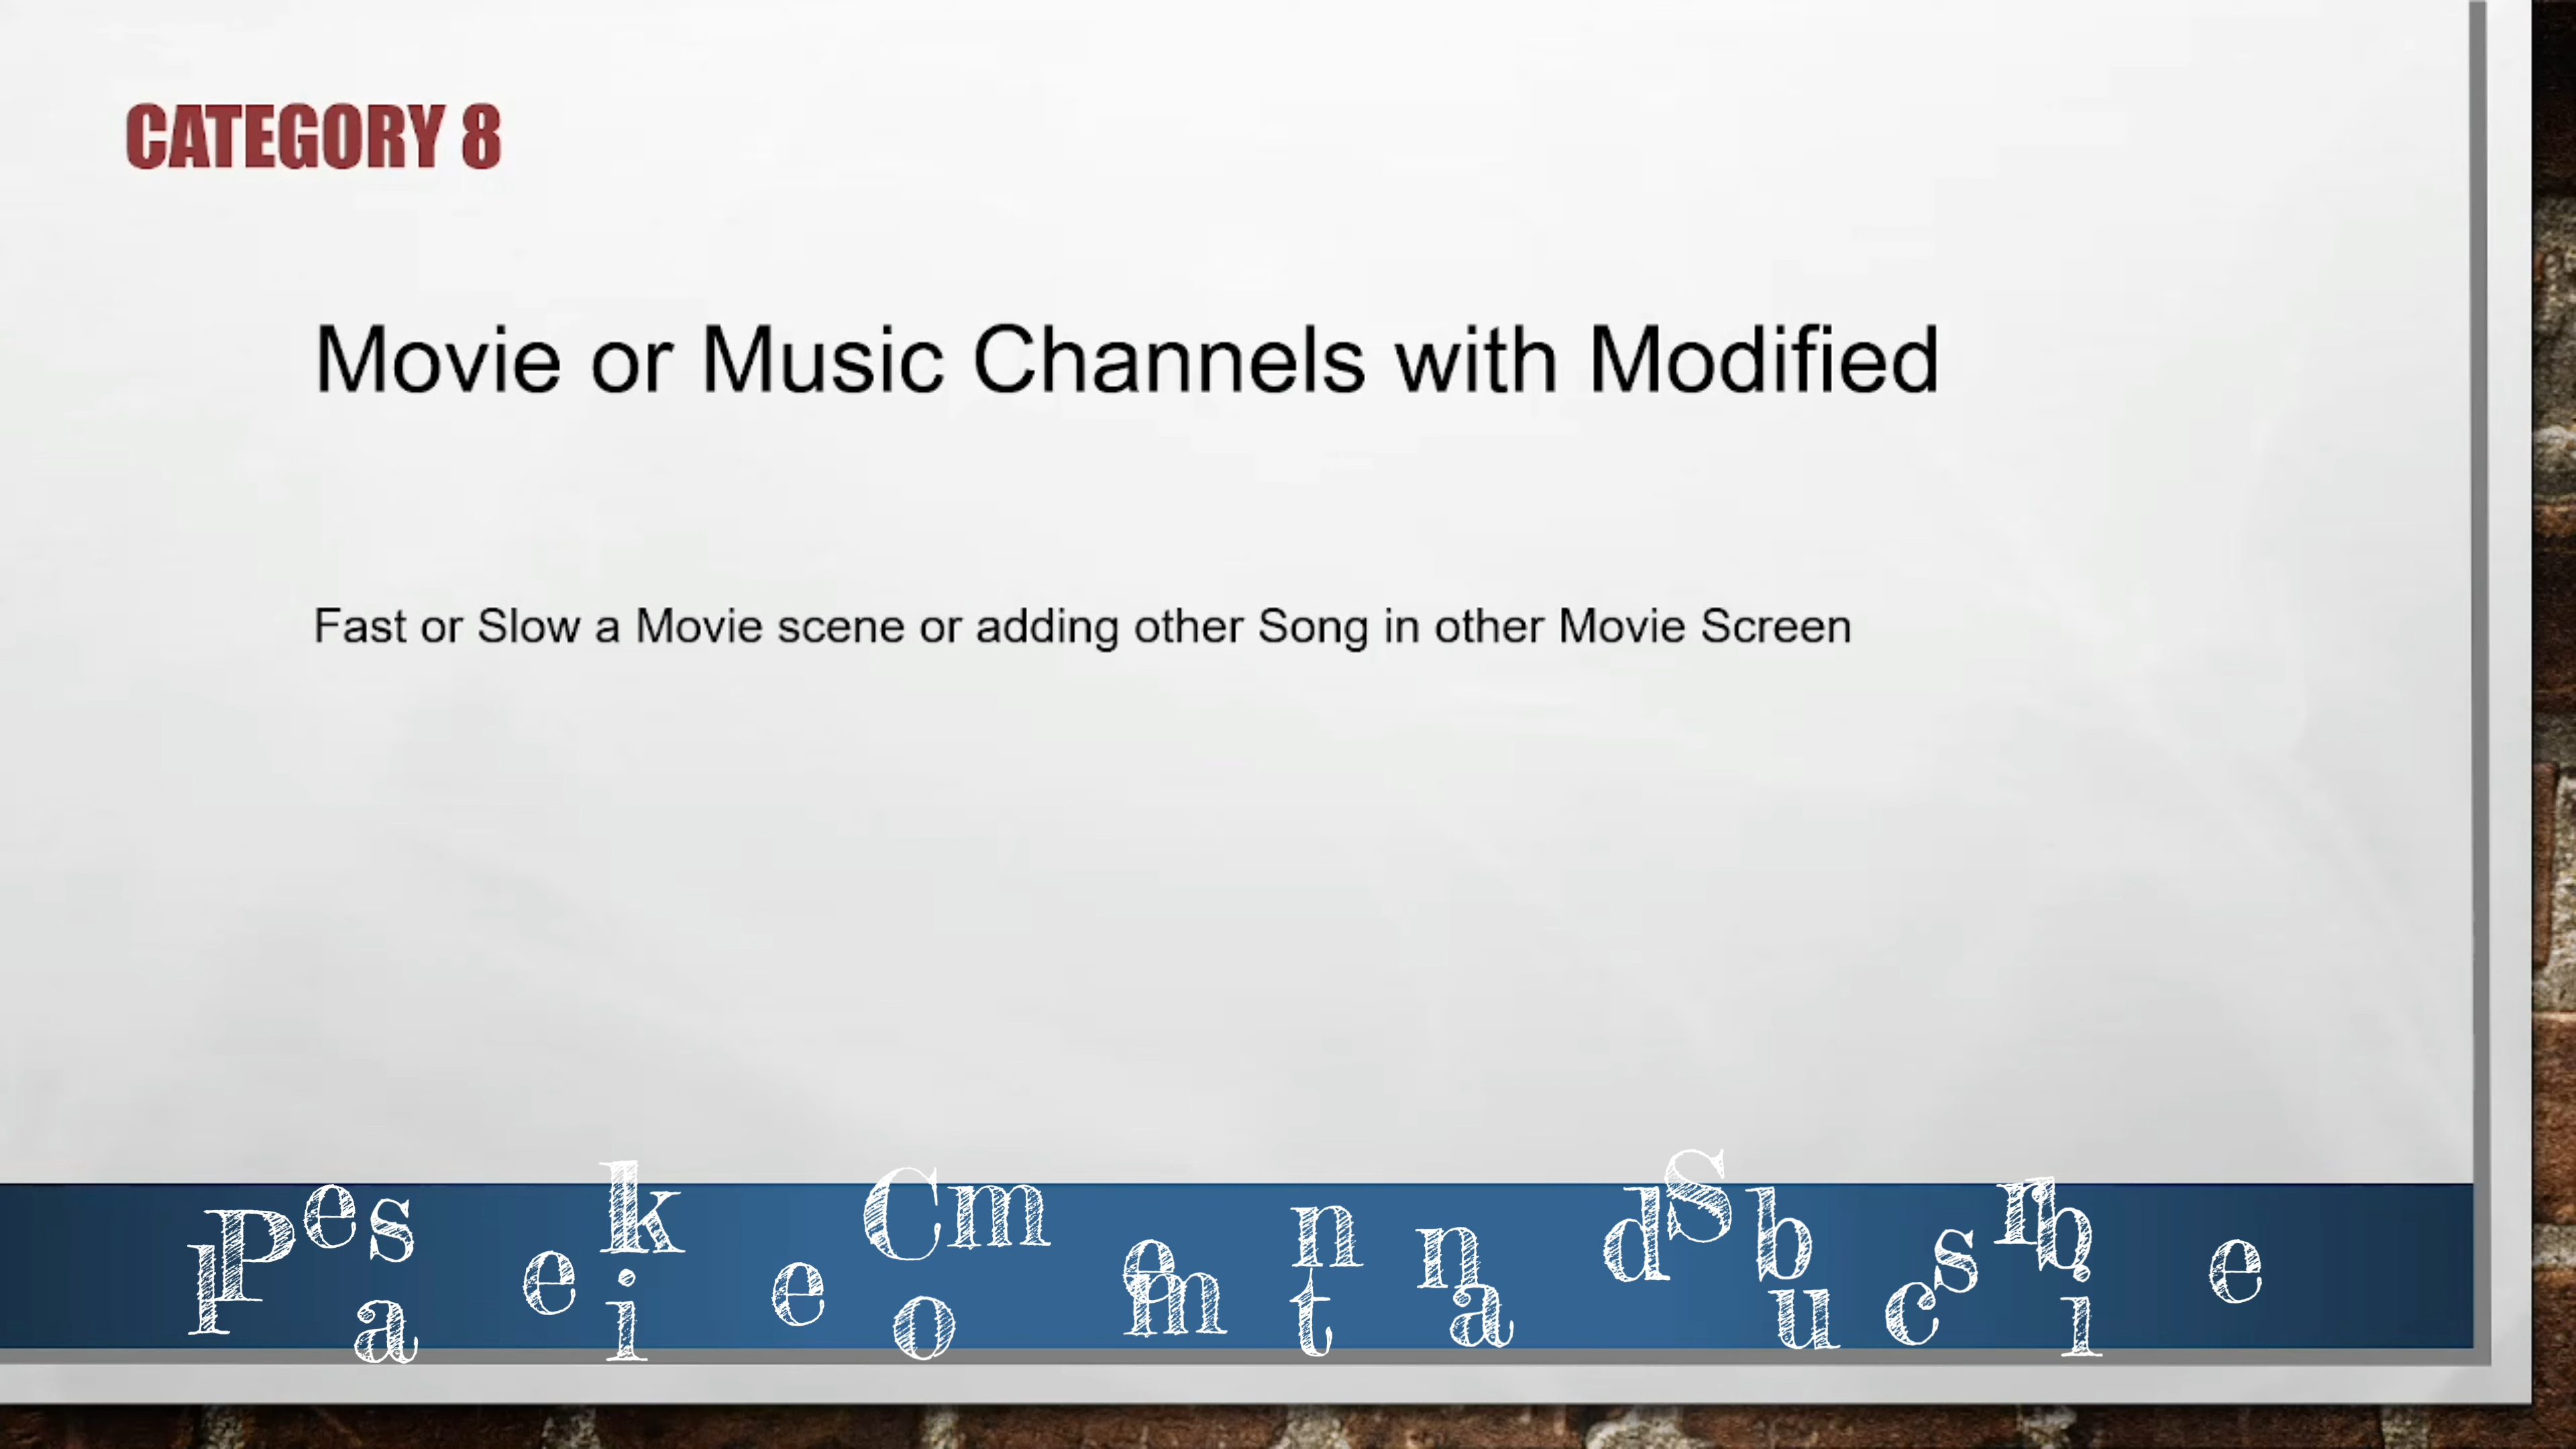 CATEGORY 8
Movie or Music Channels with Modified
Fast or Slow a Movie scene or adding other Song in other Movie Screen